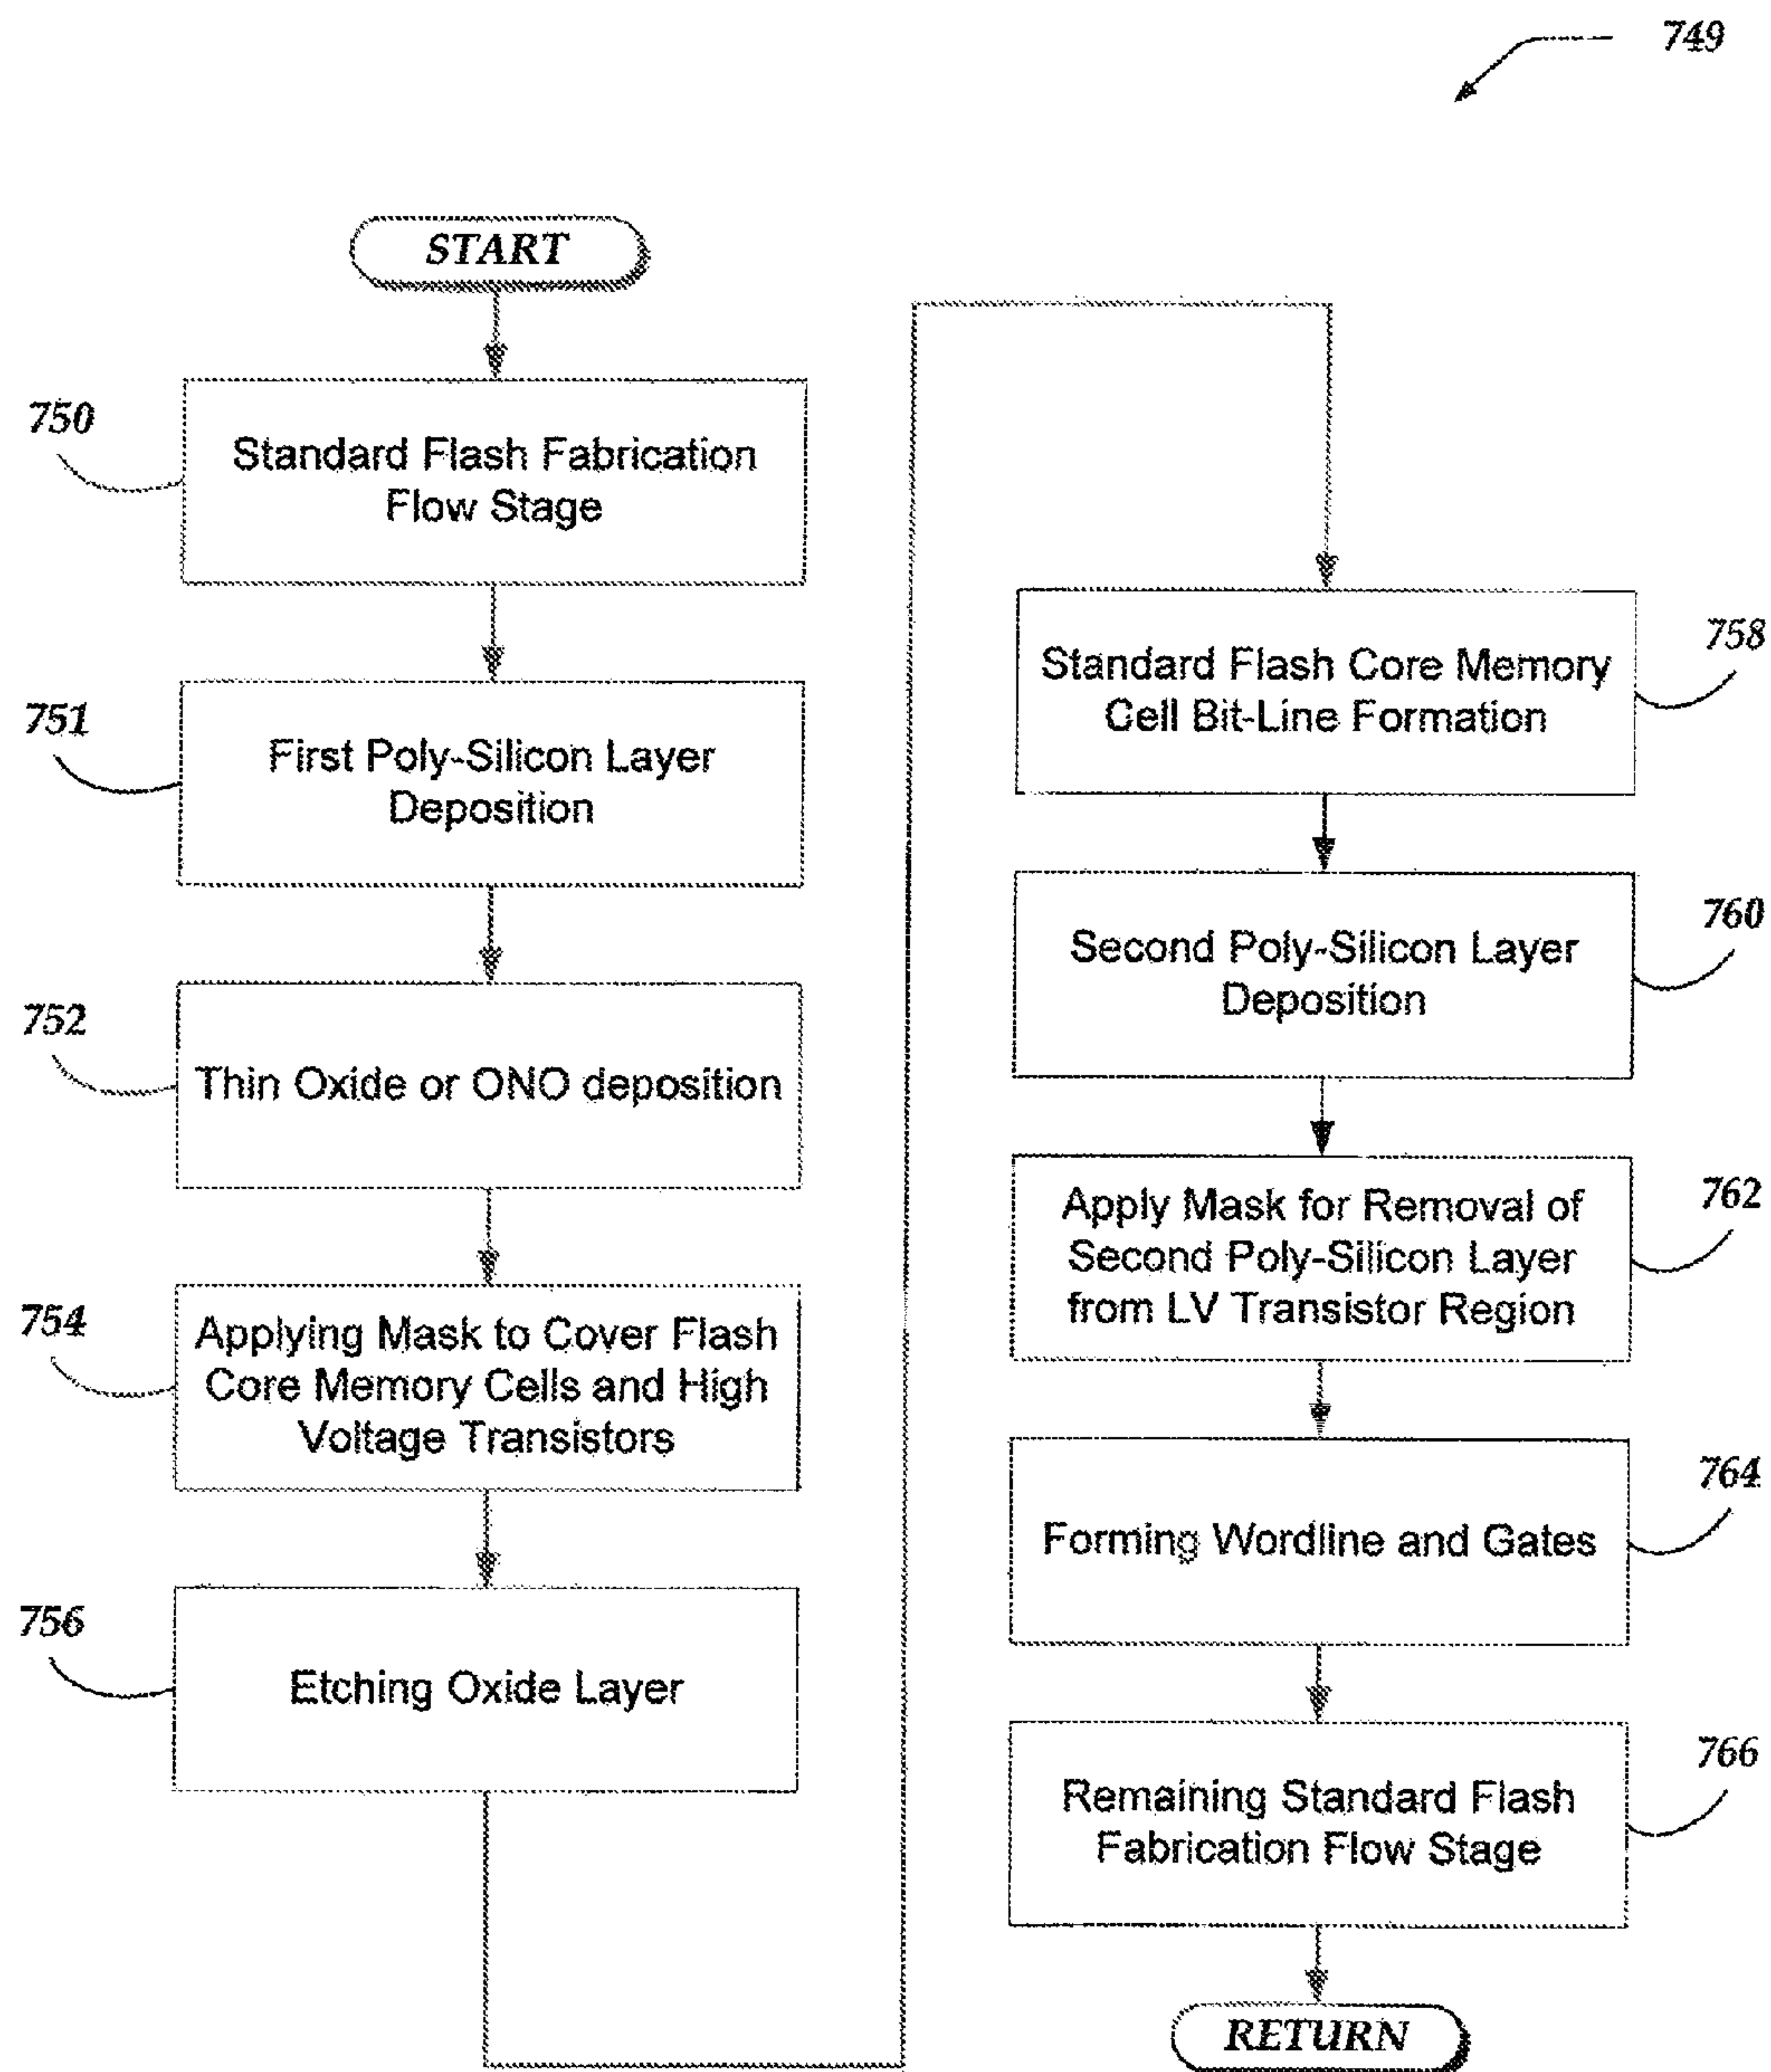 749
START
750
Standard Flash Fabrication
Flow Stage
751
First Poly-Silicon Layer
Deposition
752
Thin Oxide or ONO deposition
754
Applying Mask to Cover Flash
Core Memory Cells and High
Voltage Transistors
756
Etching Oxide Layer
758
Standard Flash Core Memory
Cell Bit-Line Formation
760
Second Poly-Silicon Layer
Deposition
762
Apply Mask for Removal of
Second Poly-Silicon Layer
from LV Transistor Region
764
Forming Wordline and Gates
766
Remaining Standard Flash
Fabrication Flow Stage
RETURN